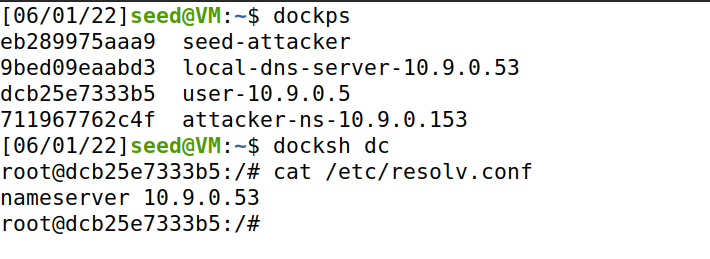 [06/01/22]seed@VM:~$ dockps
eb289975aaa9  seed-attacker
9bed09eaabd3  local-dns-server-10.9.0.53
dcb25e7333b5  user-10.9.0.5
711967762c4f  attacker-ns-10.9.0.153
[06/01/22]seed@VM:~$ docksh dc
root@dcb25e7333b5:/# cat /etc/resolv.conf
nameserver 10.9.0.53
root@dcb25e7333b5:/#